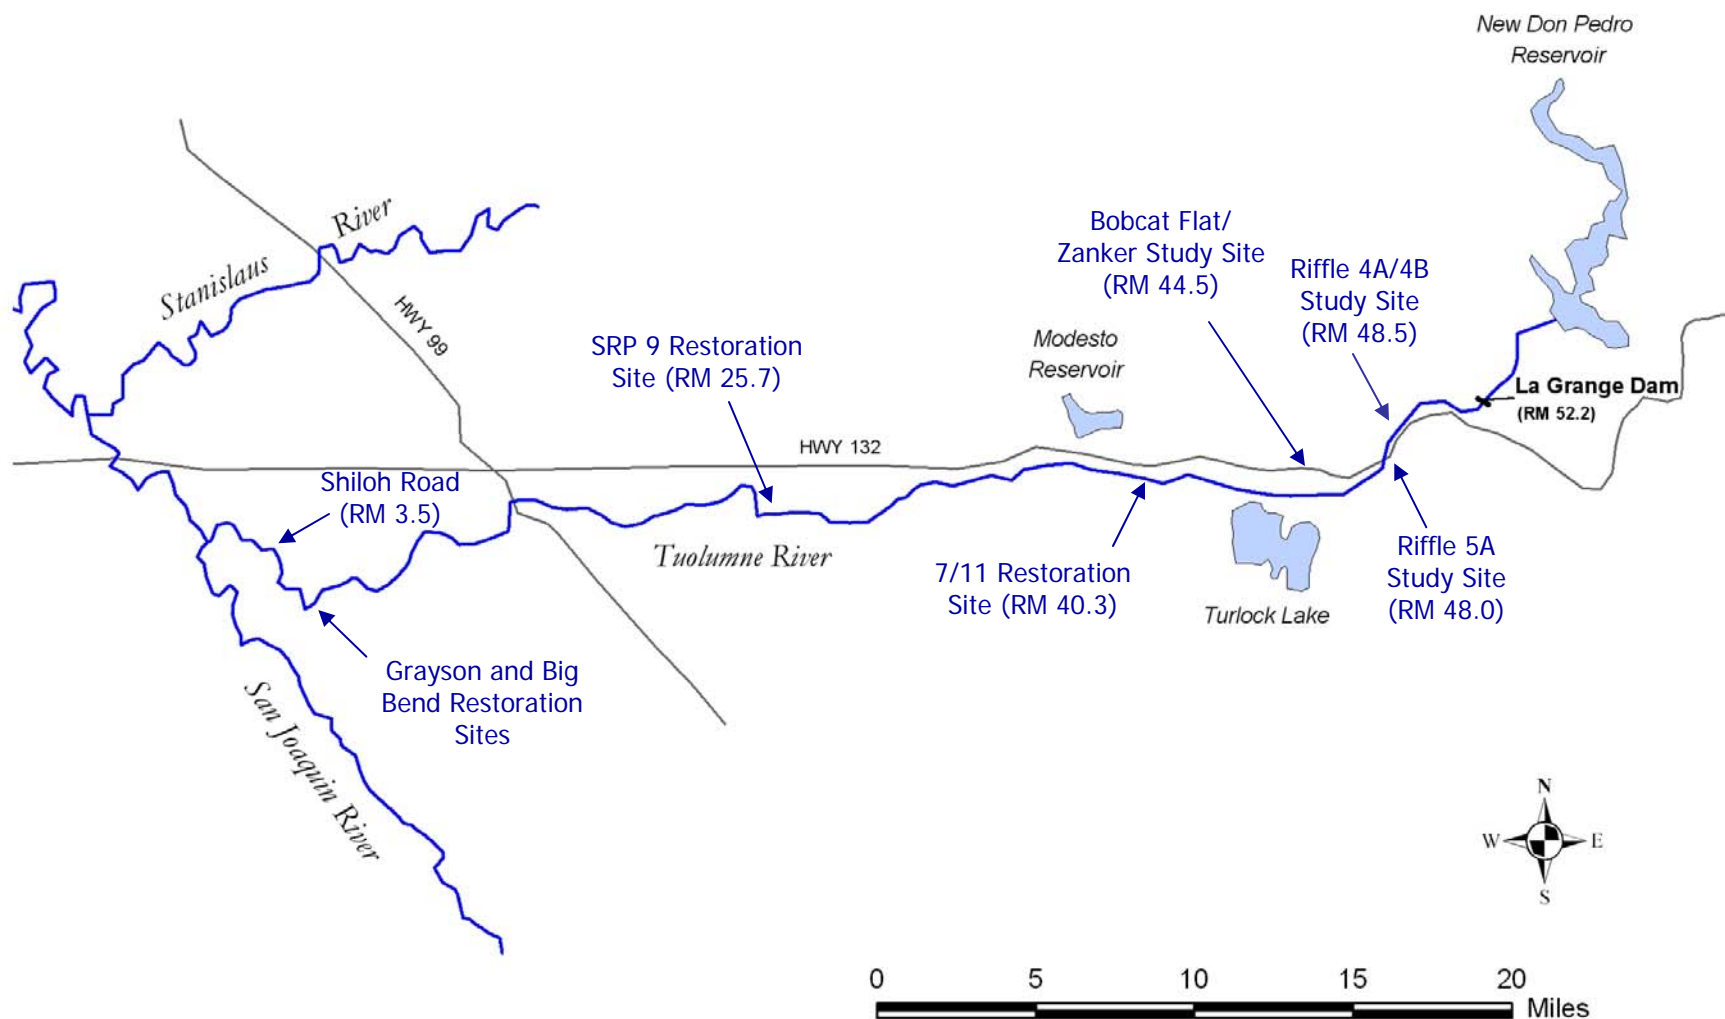 New Don Pedro
Reservoir
Bobcat Flat/
Zanker Study Site
(RM 44.5)
Riffle 4A/4B
Study Site
(RM 48.5)
Stanislaus River
HWY 99
SRP 9 Restoration
Site (RM 25.7)
Modesto
Reservoir
La Grange Dam
(RM 52.2)
HWY 132
Shiloh Road
(RM 3.5)
Tuolumne River
7/11 Restoration
Site (RM 40.3)
Turlock Lake
Riffle 5A
Study Site
(RM 48.0)
Grayson and Big
Bend Restoration
Sites
San Joaquin River
N
W E
S
0 5 10 15 20
Miles